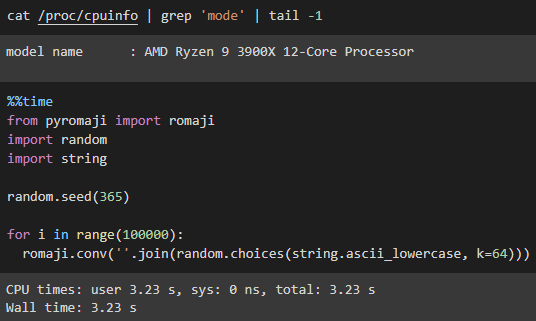 cat /proc/cpuinfo | grep 'mode' | tail -1
model name      : AMD Ryzen 9 3900X 12-Core Processor
%%time
from pyromaji import romaji
import random
import string
random.seed(365)
for i in range(100000):
  romaji.conv(''.join(random.choices(string.ascii_lowercase, k=64)))
CPU times: user 3.23 s, sys: 0 ns, total: 3.23 s
Wall time: 3.23 s